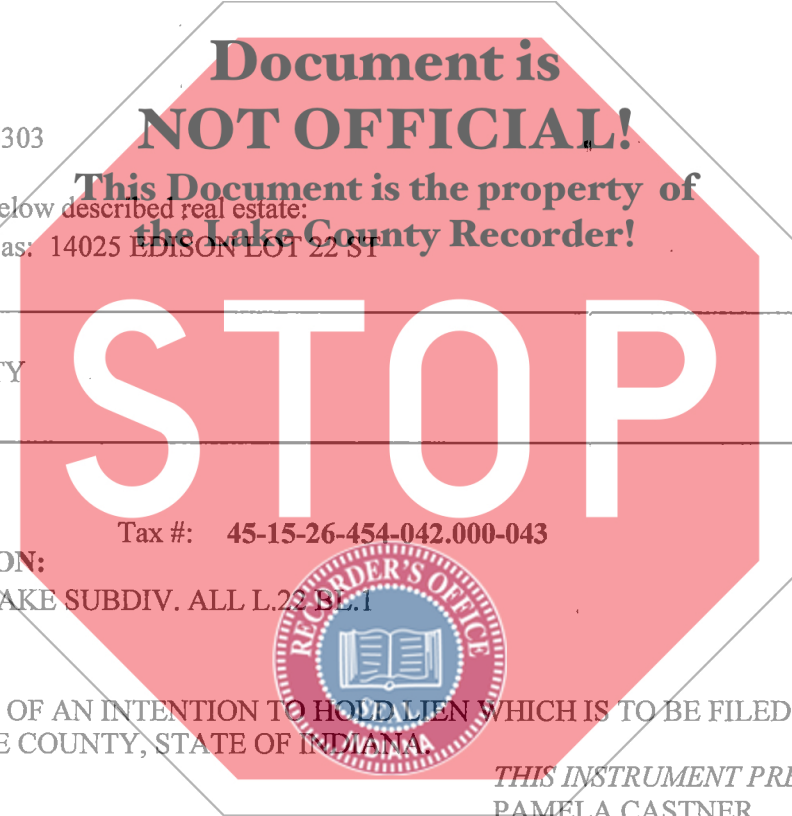 Document is
NOT OFFICIAL!
303
This Document is the property of
elow described real estate:
the Lake County Recorder!
as: 14025 EDISON LOT 22 ST
STOP
TY
Tax #: 45-15-26-454-042.000-043
ON:
AKE SUBDIV. ALL L.22 BL.1
RECORDER'S OFFICE
OF AN INTENTION TO HOLD LIEN WHICH IS TO BE FILED
E COUNTY, STATE OF INDIANA.
INDIANA
THIS INSTRUMENT PRE
PAMELA CASTNER